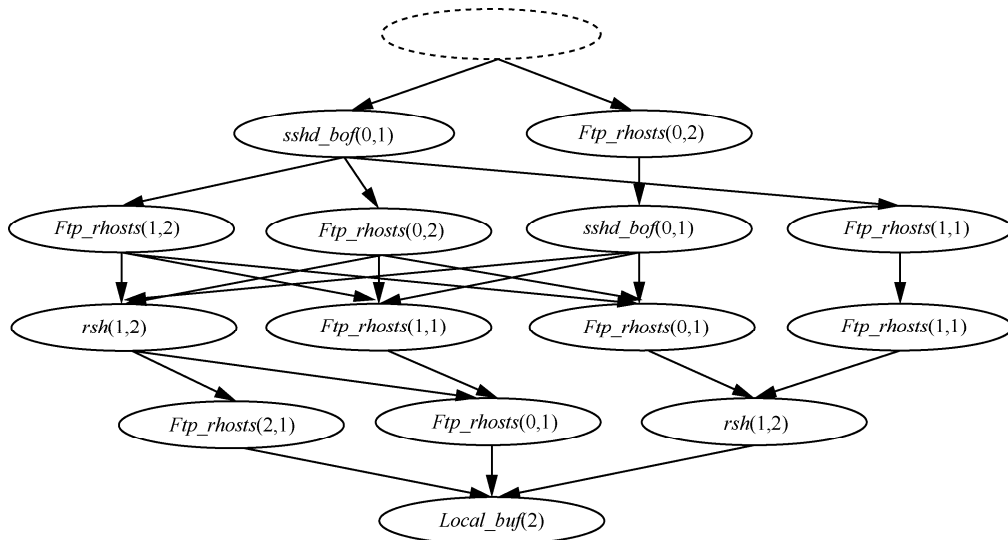 sshd_bof(0,1)
Ftp_rhosts(0,2)
Ftp_rhosts(1,2)
Ftp_rhosts(0,2)
sshd_bof(0,1)
Ftp_rhosts(1,1)
rsh(1,2)
Ftp_rhosts(1,1)
Ftp_rhosts(0,1)
Ftp_rhosts(1,1)
Ftp_rhosts(2,1)
Ftp_rhosts(0,1)
rsh(1,2)
Local_buf(2)